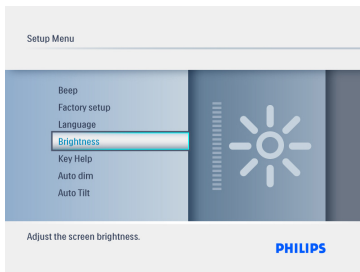 Setup Menu
Beep
Factory setup
Language
Brightness
Key Help
Auto dim
Auto Tilt
Adjust the screen brightness.
PHILIPS